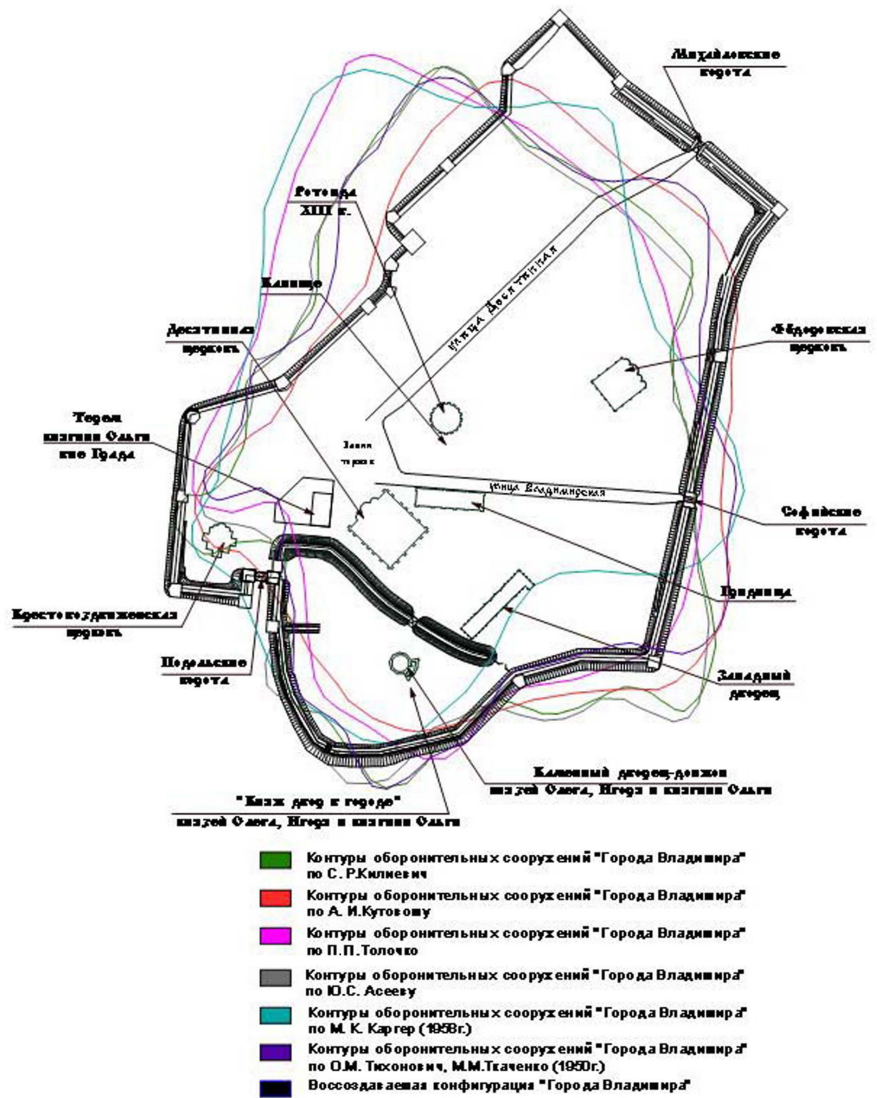 Михайловские
ворота
Ротонда
XIII в.
Капище
улица Десятинная
Десятинная
церковь
Фёдоровская
церковь
Терем
княгини Ольги
вне Града
улица Владимирская
Софийские
ворота
Гридница
Крестовоздвиженская
церковь
Подольские
ворота
Западный
дворец
Каменный дворец-донжон
князей Олега, Игоря и княгини Ольги
"Княж двор в городе"
князей Олега, Игоря и княгини Ольги
Контуры оборонительных сооружений "Города Владимира"
по С. Р.Килиевич
Контуры оборонительных сооружений "Города Владимира"
по А. И.Кутовому
Контуры оборонительных сооружений "Города Владимира"
по П.П.Толочко
Контуры оборонительных сооружений "Города Владимира"
по Ю.С. Асееву
Контуры оборонительных сооружений "Города Владимира"
по М. К. Каргер (1958г.)
Контуры оборонительных сооружений "Города Владимира"
по О.М. Тихонович, М.М.Ткаченко (1950г.)
Воссоздаваемая конфигурация "Города Владимира"